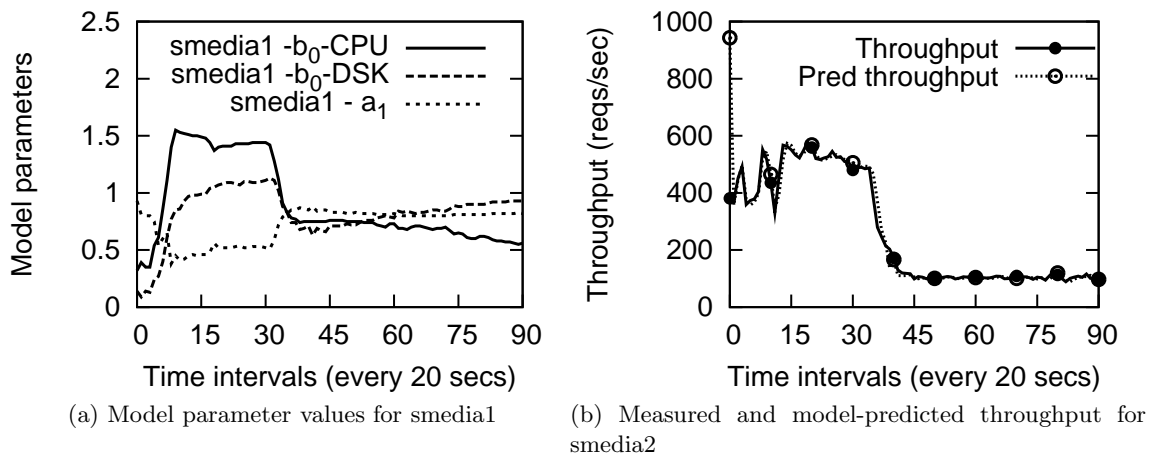 2.5
2
1.5
1
0.5
0
Model parameters
smedia1 -b0-CPU
smedia1 -b0-DSK
smedia1 - a1
0 15 30 45 60 75 90
Time intervals (every 20 secs)
(a) Model parameter values for smedia1
1000
800
600
400
200
0
Throughput (reqs/sec)
Throughput
Pred throughput
0 15 30 45 60 75 90
Time intervals (every 20 secs)
(b) Measured and model-predicted throughput for
smedia2